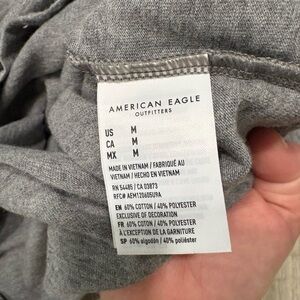 AMERICAN EAGLE
OUTFITTERS
US M
CA M
MX M
MADE IN VIETNAM / FABRIQUÉ AU
VIETNAM / HECHO EN VIETNAM
RN 54485 / CA 03873
RFC# AEM120605U9A
EN 60% COTTON / 40% POLYESTER
EXCLUSIVE OF DECORATION
FR 60% COTON / 40% POLYESTER
À L'EXCEPTION DE LA GARNITURE
SP 60% algodón / 40% poliéster